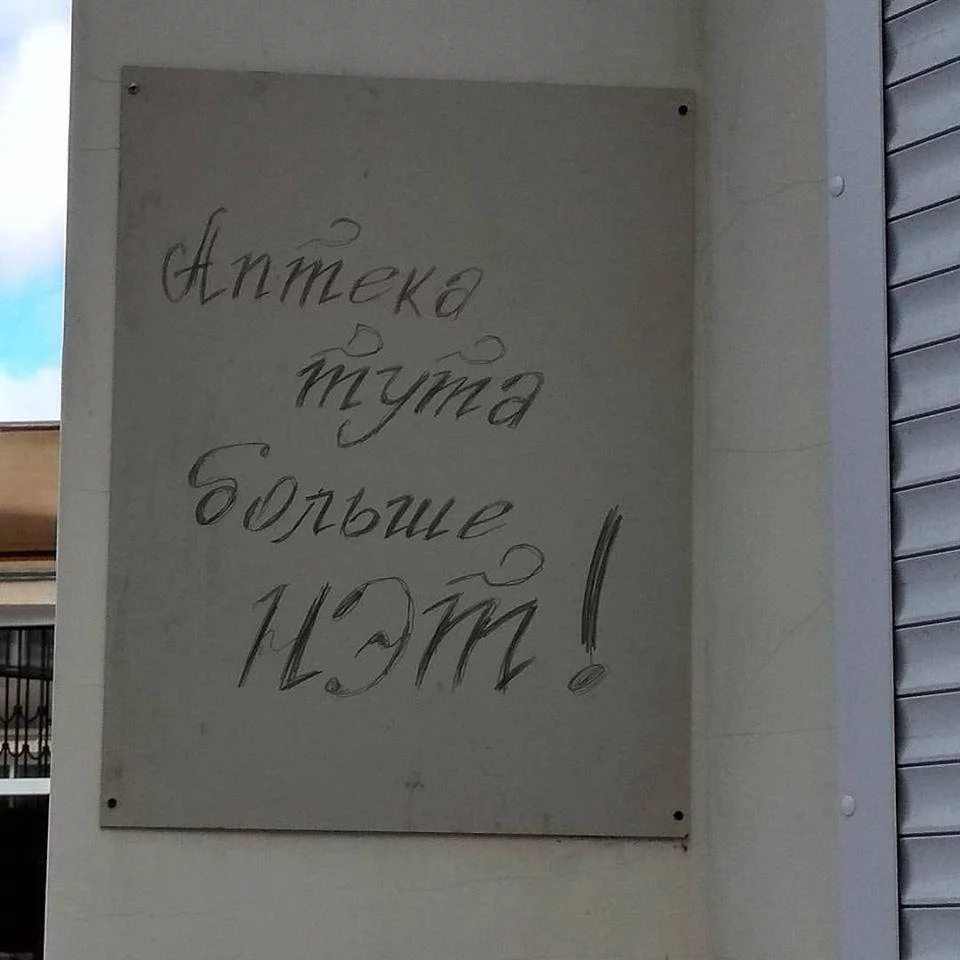 Аптека
тута
больше
нэт!